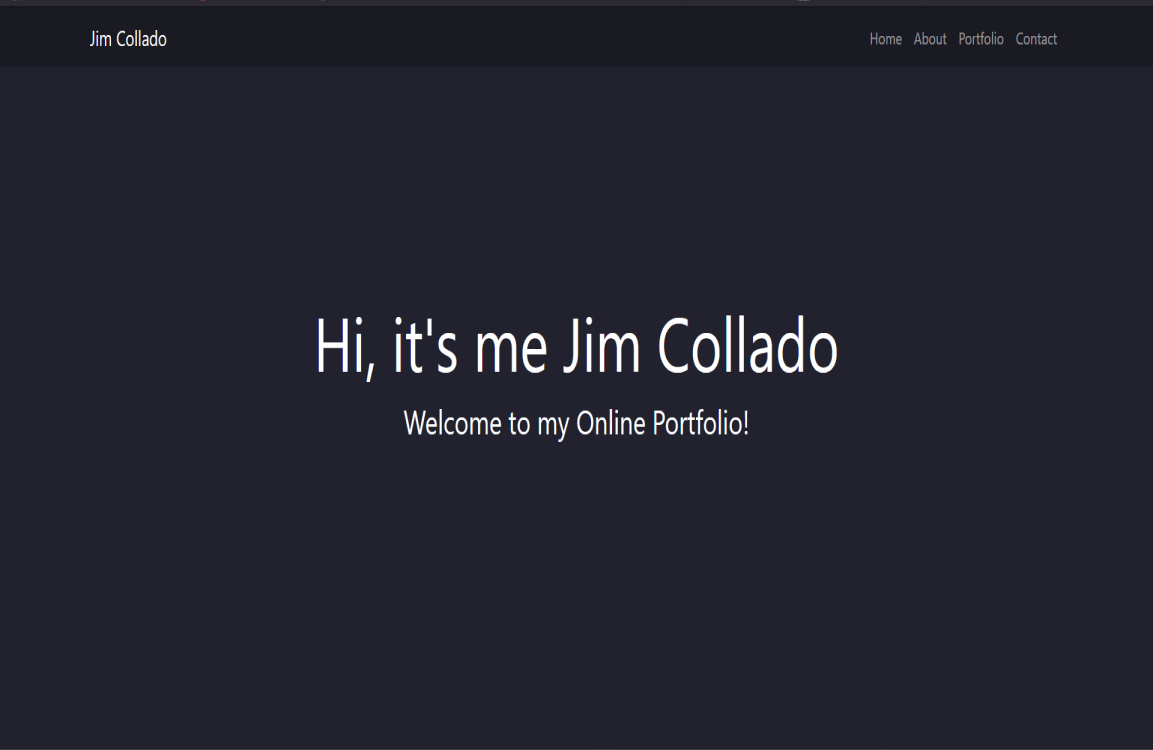 Jim Collado
Home About Portfolio Contact
Hi, it's me Jim Collado
Welcome to my Online Portfolio!